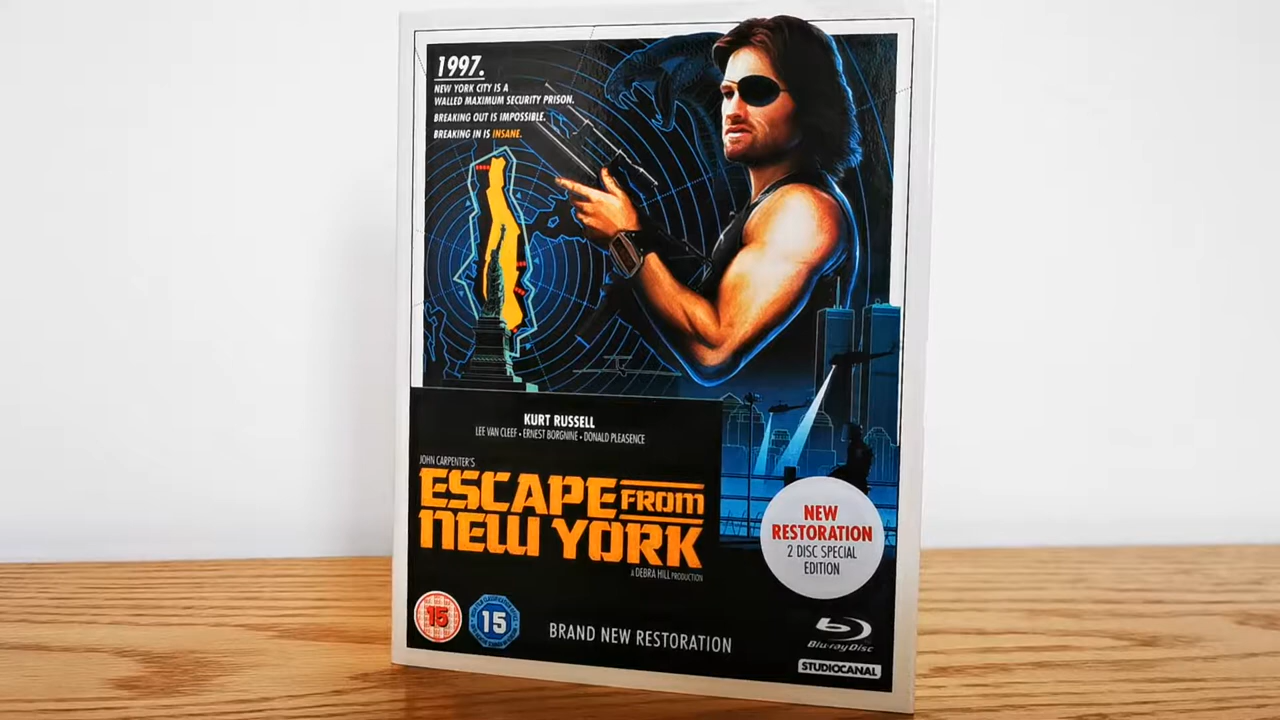 1997.
NEW YORK CITY IS A
WALLED MAXIMUM SECURITY PRISON.
BREAKING OUT IS IMPOSSIBLE.
BREAKING IN IS INSANE.
KURT RUSSELL
LEE VAN CLEEF • ERNEST BORGNINE • DONALD PLEASENCE
JOHN CARPENTER'S
ESCAPE FROM
NEW YORK
A DEBRA HILL PRODUCTION
NEW
RESTORATION
2 DISC SPECIAL
EDITION
15
15
BRAND NEW RESTORATION
Blu-ray Disc
STUDIOCANAL